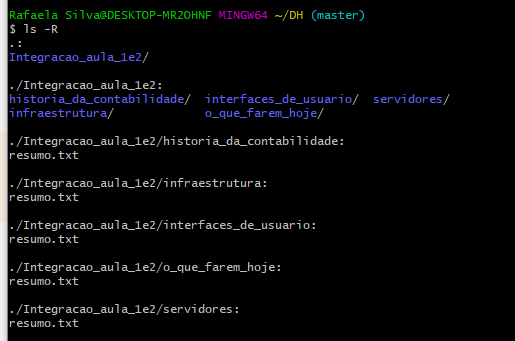 Rafaela Silva@DESKTOP-MR2OHNF MINGW64 ~/DH (master)
$ ls -R
.:
Integracao_aula_1e2/
./Integracao_aula_1e2:
historia_da_contabilidade/  interfaces_de_usuario/  servidores/
infraestrutura/             o_que_farem_hoje/
./Integracao_aula_1e2/historia_da_contabilidade:
resumo.txt
./Integracao_aula_1e2/infraestrutura:
resumo.txt
./Integracao_aula_1e2/interfaces_de_usuario:
resumo.txt
./Integracao_aula_1e2/o_que_farem_hoje:
resumo.txt
./Integracao_aula_1e2/servidores:
resumo.txt